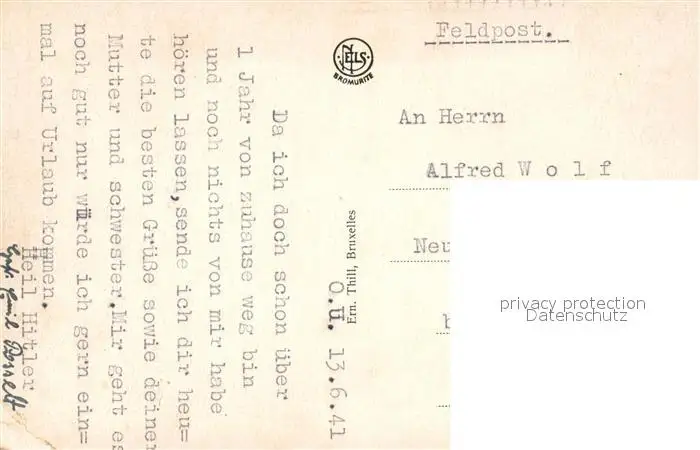 Feldpost.
NELS
BROMURITE
An Herrn
Alfred W o l f
Neu
Ern. Thill, Bruxelles
O.U. 13.6.41
Da ich doch schon über
1 Jahr von zuhause weg bin
und noch nichts von mir habe
hören lassen,sende ich dir heu=
te die besten Grüße sowie deiner
Mutter und schwester.Mir geht es
noch gut nur würde ich gern ein=
mal auf Urlaub kommen.
Heil Hitler
privacy protection
Datenschutz